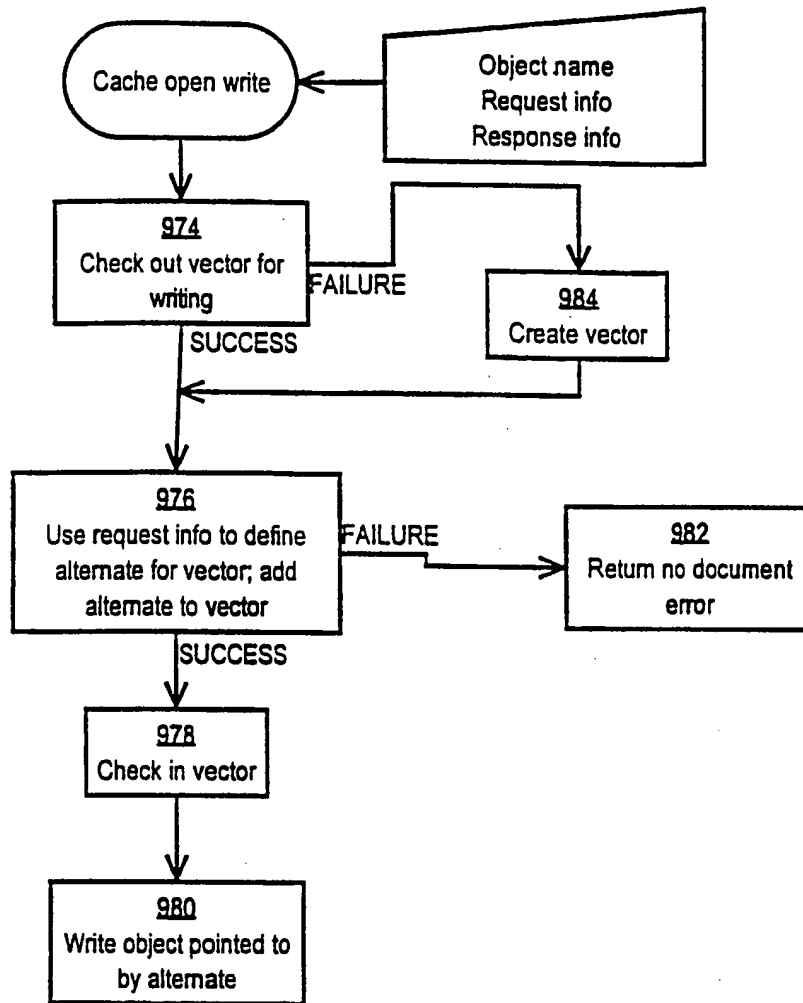 Cache open write
Object name
Request info
Response info
974
Check out vector for
writing
FAILURE
SUCCESS
984
Create vector
976
Use request info to define
alternate for vector; add
alternate to vector
FAILURE
982
Return no document
error
SUCCESS
978
Check in vector
980
Write object pointed to
by alternate